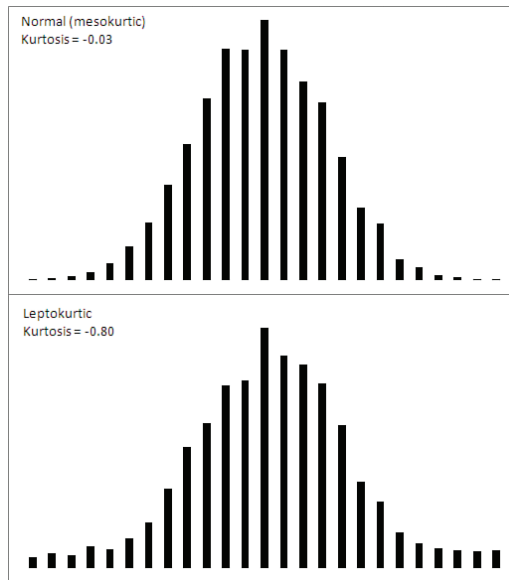 Normal (mesokurtic)
Kurtosis = -0.03
Leptokurtic
Kurtosis = -0.80